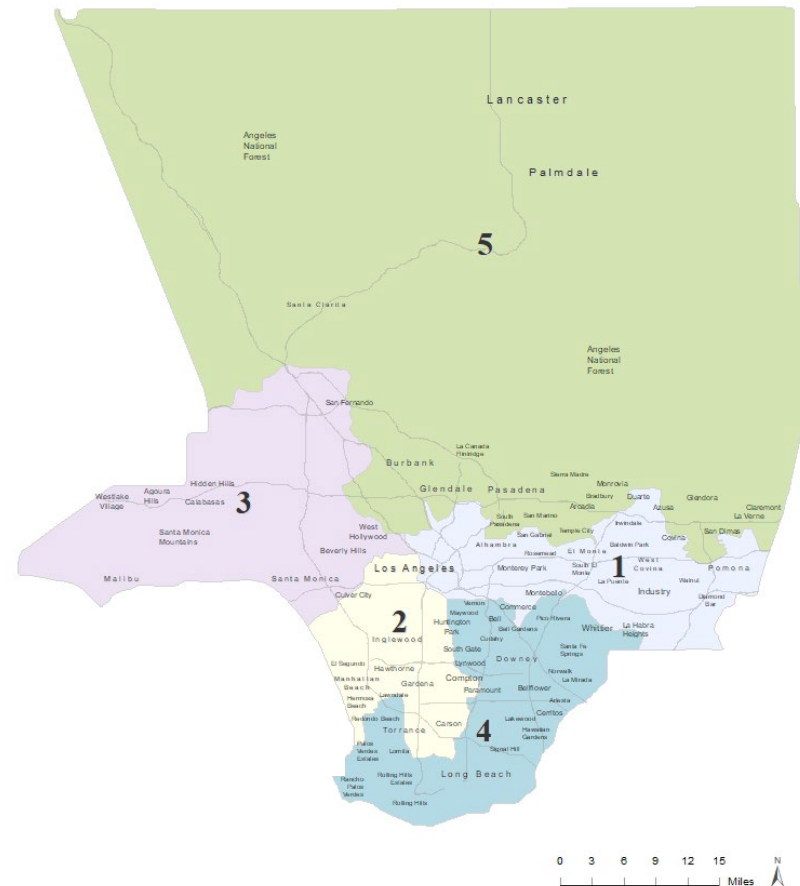 Lancaster
Angeles
National
Forest
Palmdale
5
Santa Clarita
Angeles
National
Forest
San Fernando
La Canada
Flintridge
Burbank
Glendale
Pasadena
Sierra Madre
Monrovia
Bradbury
Duarte
Glendora
Arcadia
Azusa
Claremont
La Verne
Hidden Hills
Agoura
Hills
Westlake
Village
Calabasas
3
South
Pasadena
San Marino
Temple City
Irwindale
San Dimas
Santa Monica
Mountains
West
Hollywood
San Gabriel
Covina
Beverly Hills
Alhambra
Rosemead
El Monte
Baldwin Park
West
Covina
Pomona
Malibu
Santa Monica
Los Angeles
Monterey Park
South El
Monte
1
La Puente
Walnut
Industry
Diamond
Bar
Culver City
Montebello
2
Vernon
Commerce
Maywood
Huntington
Park
Bell
Bell Gardens
Pico Rivera
Whittier
La Habra
Heights
Inglewood
Cudahy
South Gate
Santa Fe
Springs
El Segundo
Hawthorne
Lynwood
Downey
Norwalk
La Mirada
Manhattan
Beach
Gardena
Compton
Lawndale
Paramount
Bellflower
Hermosa
Beach
Artesia
Cerritos
Redondo Beach
Carson
Lakewood
Torrance
4
Hawaiian
Gardens
Palos
Verdes
Estates
Lomita
Signal Hill
Long Beach
Rancho
Palos
Verdes
Rolling Hills
Estates
Rolling Hills
0 3 6 9 12 15
Miles
N